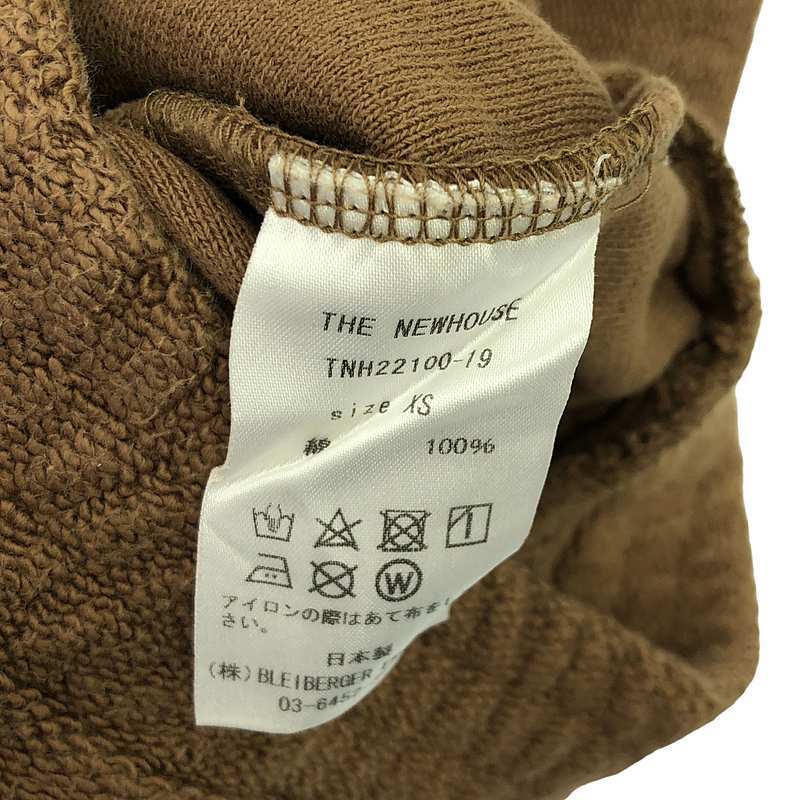 THE NEWHOUSE
TNH22100-19
size XS
綿 100%
W
アイロンの際はあて布を
さい。
日本製
(株) BLEIBERGER
03-645